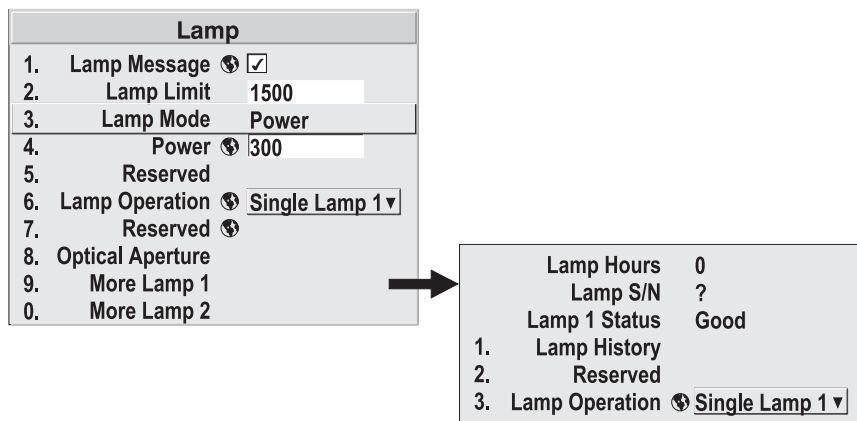 Lamp
1. Lamp Message
2. Lamp Limit 1500
3. Lamp Mode Power
4. Power 300
5. Reserved
6. Lamp Operation Single Lamp 1
7. Reserved
8. Optical Aperture
9. More Lamp 1
0. More Lamp 2
Lamp Hours 0
Lamp S/N ?
Lamp 1 Status Good
1. Lamp History
2. Reserved
3. Lamp Operation Single Lamp 1